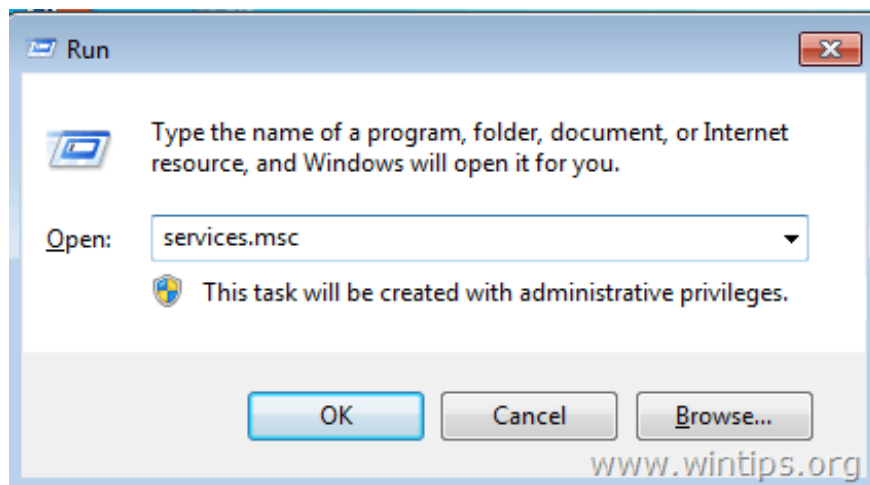 Run
Type the name of a program, folder, document, or Internet
resource, and Windows will open it for you.
Open:
services.msc
This task will be created with administrative privileges.
OK
Cancel
Browse...
www.wintips.org